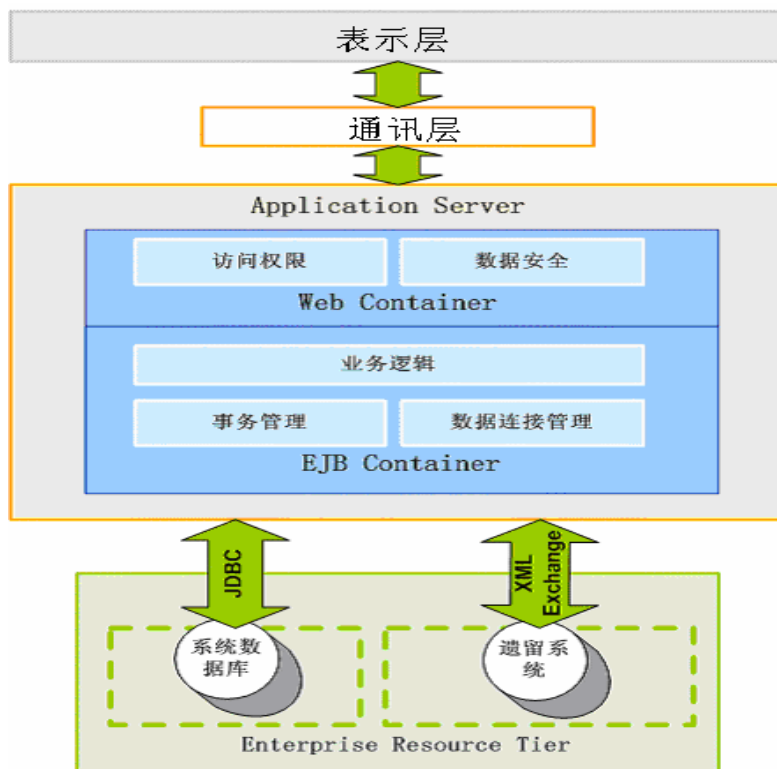 表示层
通讯层
Application Server
访问权限
数据安全
Web Container
业务逻辑
事务管理
数据连接管理
EJB Container
JDBC
XML
Exchange
系统数
据库
遗留系
统
Enterprise Resource Tier